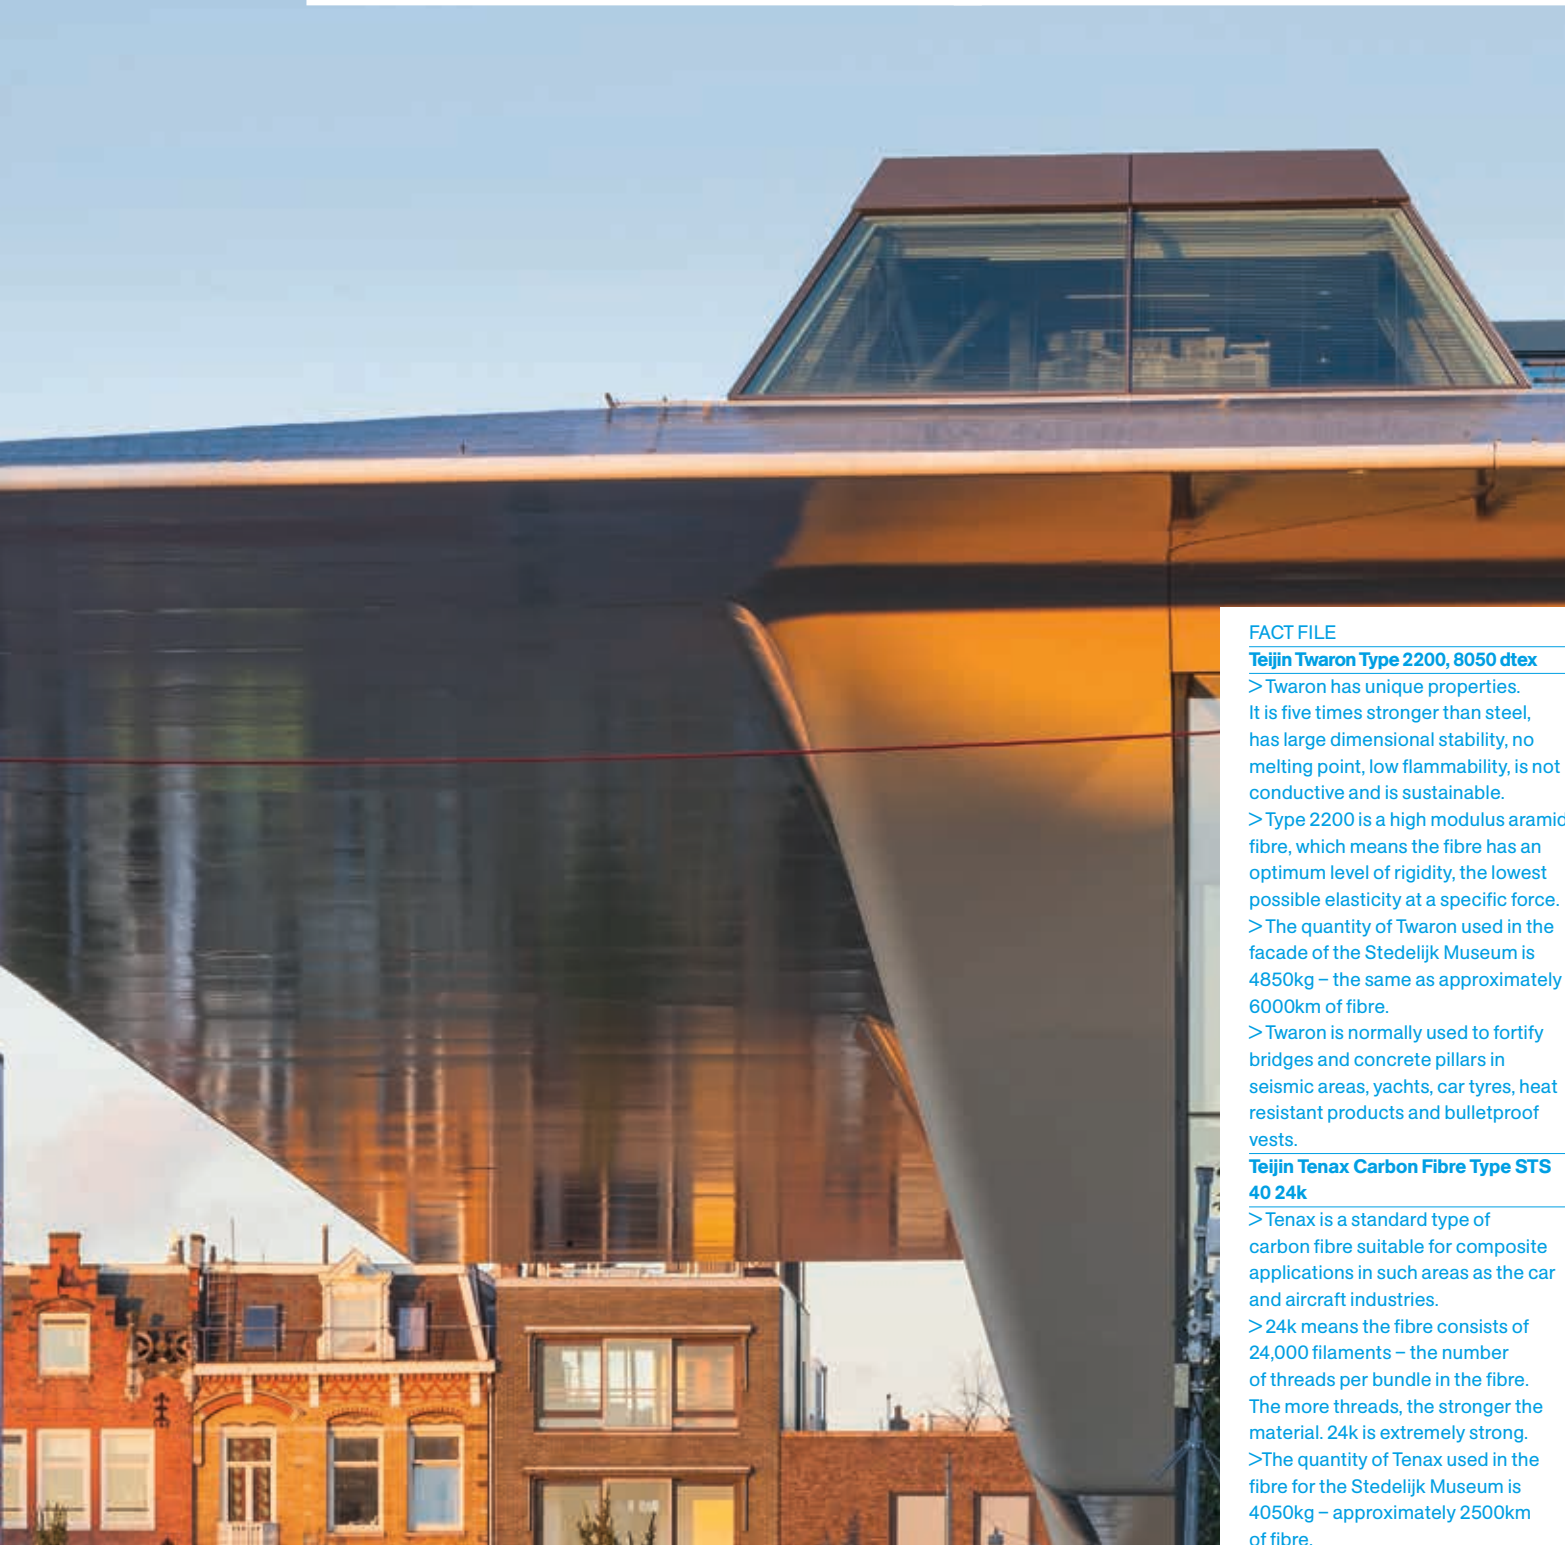 FACT FILE
Teijin Twaron Type 2200, 8050 dtex
> Twaron has unique properties.
It is five times stronger than steel,
has large dimensional stability, no
melting point, low flammability, is not
conductive and is sustainable.
> Type 2200 is a high modulus aramid
fibre, which means the fibre has an
optimum level of rigidity, the lowest
possible elasticity at a specific force.
> The quantity of Twaron used in the
facade of the Stedelijk Museum is
4850kg – the same as approximately
6000km of fibre.
> Twaron is normally used to fortify
bridges and concrete pillars in
seismic areas, yachts, car tyres, heat
resistant products and bulletproof
vests.
Teijin Tenax Carbon Fibre Type STS
40 24k
> Tenax is a standard type of
carbon fibre suitable for composite
applications in such areas as the car
and aircraft industries.
> 24k means the fibre consists of
24,000 filaments – the number
of threads per bundle in the fibre.
The more threads, the stronger the
material. 24k is extremely strong.
>The quantity of Tenax used in the
fibre for the Stedelijk Museum is
4050kg – approximately 2500km
of fibre.